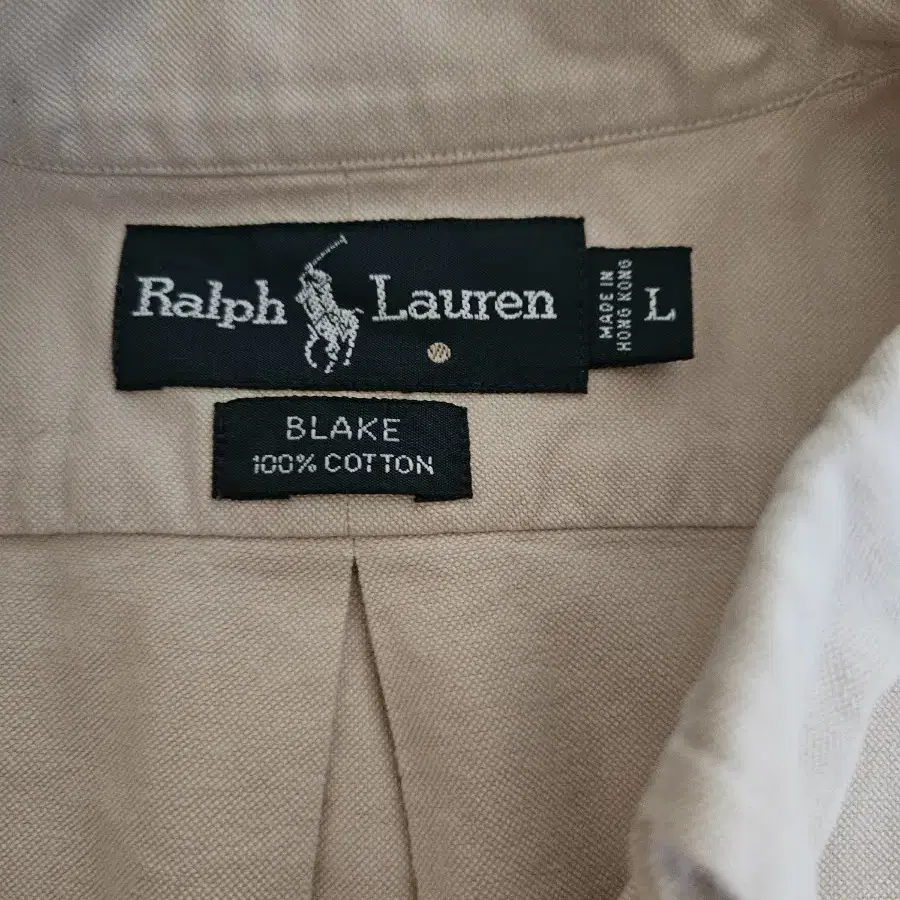 Ralph Lauren
MADE IN
HONG KONG
L
BLAKE
100% COTTON